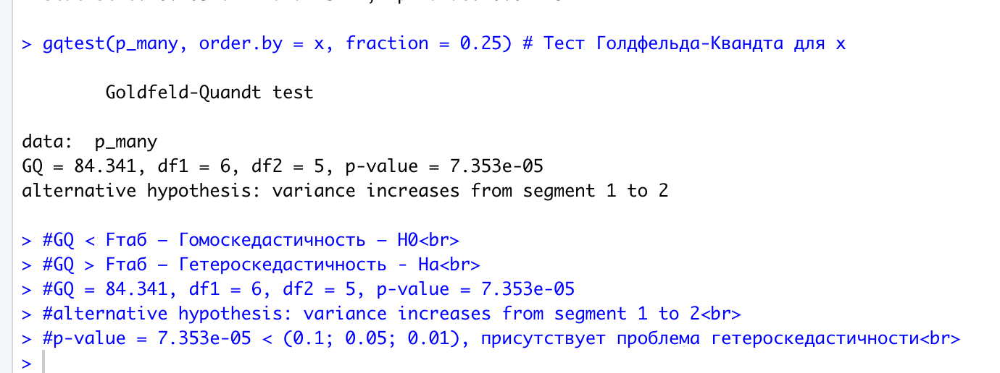 > gqtest(p_many, order.by = x, fraction = 0.25) # Тест Голдфельда-Квандта для x
Goldfeld-Quandt test
data:  p_many
GQ = 84.341, df1 = 6, df2 = 5, p-value = 7.353e-05
alternative hypothesis: variance increases from segment 1 to 2
> #GQ < Fтаб – Гомоскедастичность – H0<br>
> #GQ > Fтаб – Гетероскедастичность - Ha<br>
> #GQ = 84.341, df1 = 6, df2 = 5, p-value = 7.353e-05
> #alternative hypothesis: variance increases from segment 1 to 2<br>
> #p-value = 7.353e-05 < (0.1; 0.05; 0.01), присутствует проблема гетероскедастичности<br>
>